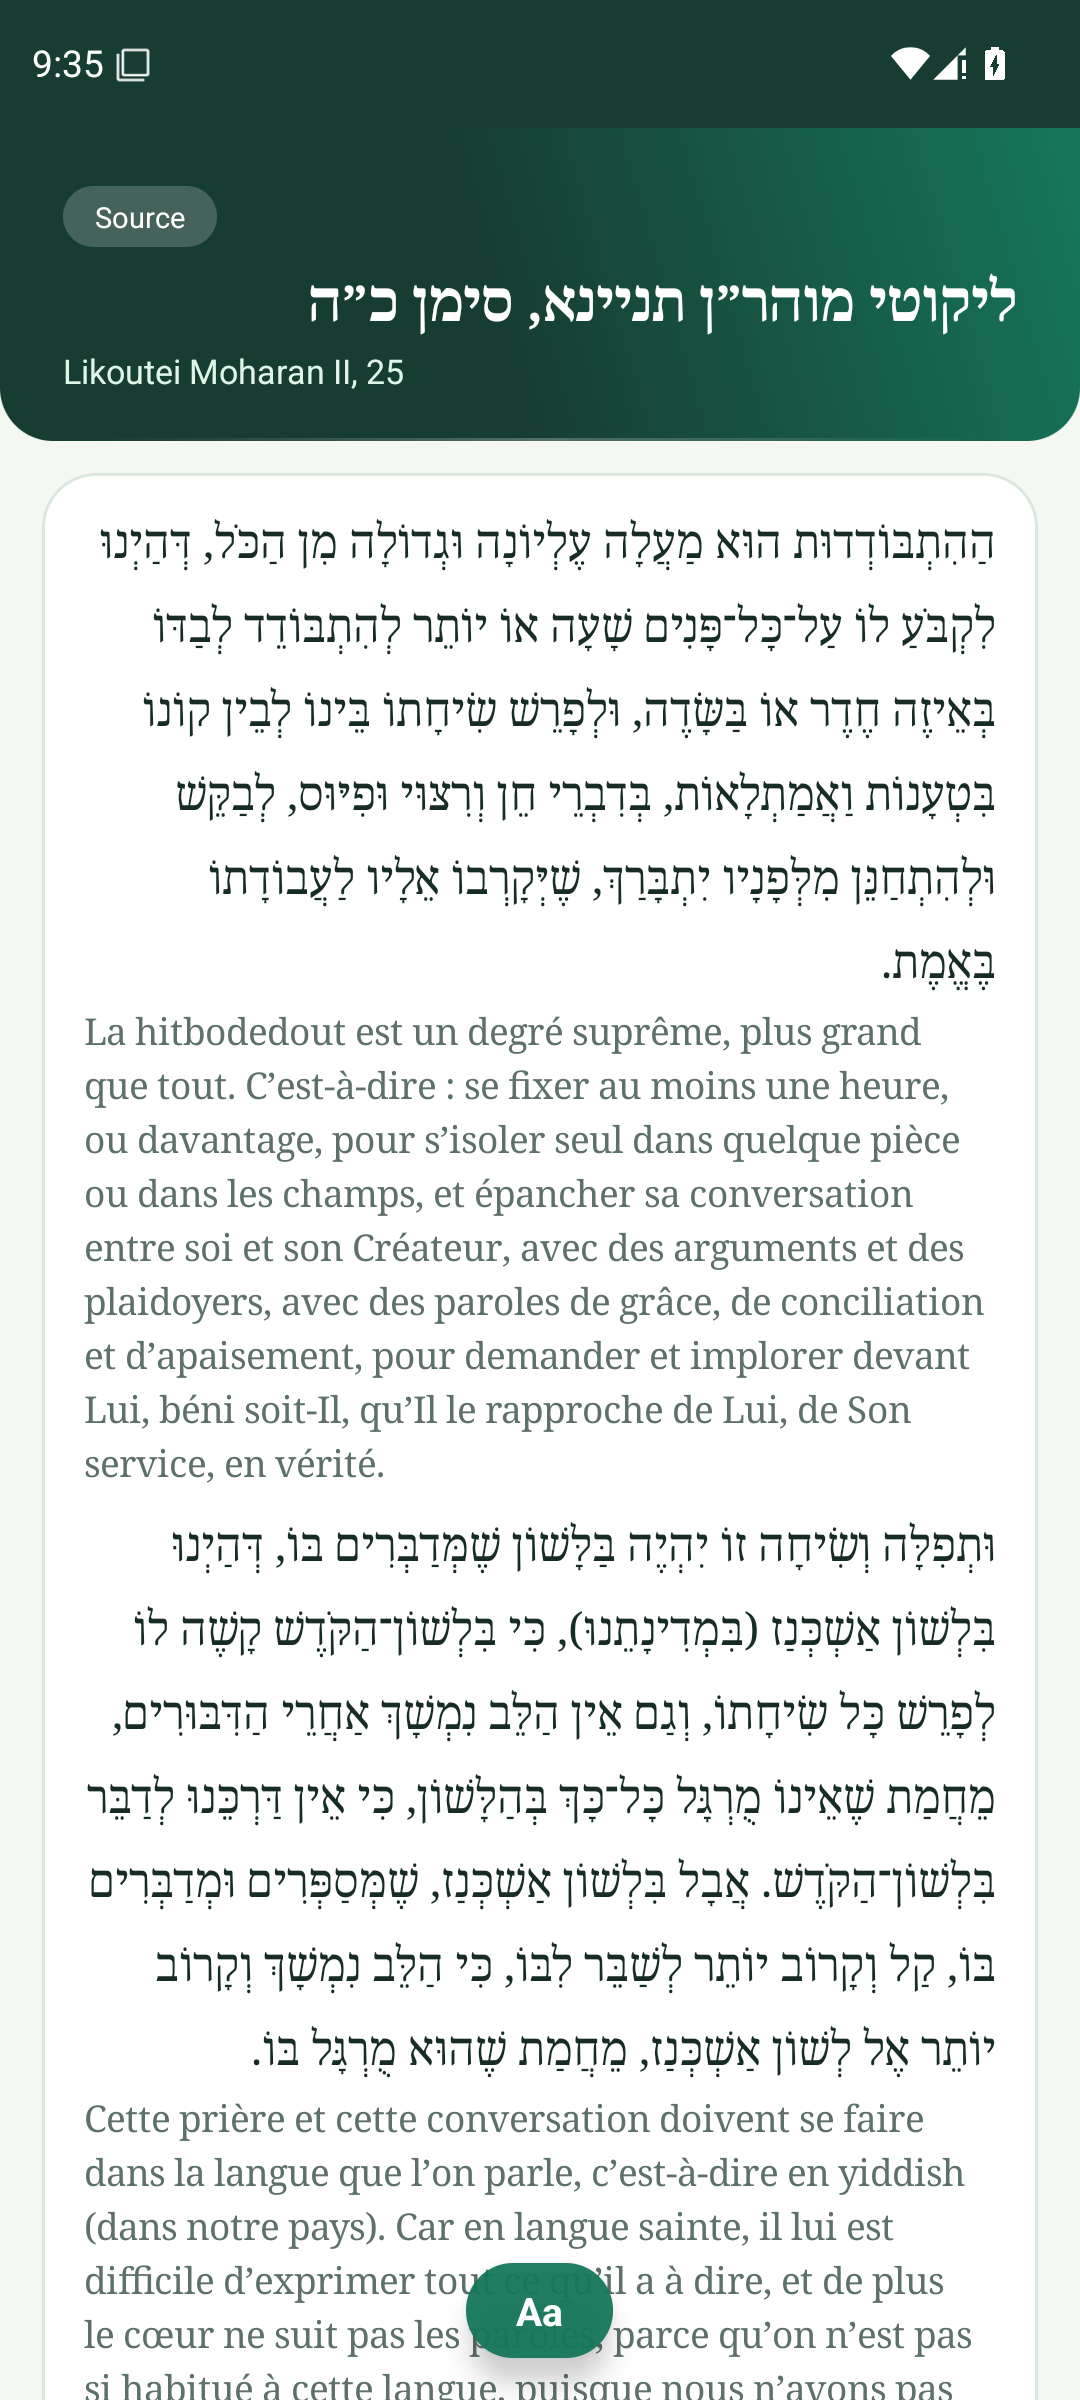 9:35
Source
ליקוטי מוהר״ן תניינא, סימן כ״ה
Likoutei Moharan II, 25
הַהִתְבּוֹדְדוּת הוּא מַעֲלָה עֶלְיוֹנָה וּגְדוֹלָה מִן הַכֹּל, דְּהַיְנוּ
לִקְבֹּעַ לוֹ עַל־כָּל־פָּנִים שָׁעָה אוֹ יוֹתֵר לְהִתְבּוֹדֵד לְבַדּוֹ
בְּאֵיזֶה חֶדֶר אוֹ בַּשָּׂדֶה, וּלְפָרֵשׁ שִׂיחָתוֹ בֵּינוֹ לְבֵין קוֹנוֹ
בִּטְעָנוֹת וַאֲמַתְלָאוֹת, בְּדִבְרֵי חֵן וְרִצּוּי וּפִיּוּס, לְבַקֵּשׁ
וּלְהִתְחַנֵּן מִלְּפָנָיו יִתְבָּרַךְ, שֶׁיְּקָרְבוֹ אֵלָיו לַעֲבוֹדָתוֹ
בֶּאֱמֶת.
La hitbodedout est un degré suprême, plus grand
que tout. C’est-à-dire : se fixer au moins une heure,
ou davantage, pour s’isoler seul dans quelque pièce
ou dans les champs, et épancher sa conversation
entre soi et son Créateur, avec des arguments et des
plaidoyers, avec des paroles de grâce, de conciliation
et d’apaisement, pour demander et implorer devant
Lui, béni soit-Il, qu’Il le rapproche de Lui, de Son
service, en vérité.
וּתְפִלָּה וְשִׂיחָה זוֹ יִהְיֶה בַּלָּשׁוֹן שֶׁמְּדַבְּרִים בּוֹ, דְּהַיְנוּ
בִּלְשׁוֹן אַשְׁכְּנַז (בִּמְדִינָתֵנוּ), כִּי בִּלְשׁוֹן־הַקֹּדֶשׁ קָשֶׁה לוֹ
לְפָרֵשׁ כָּל שִׂיחָתוֹ, וְגַם אֵין הַלֵּב נִמְשָׁךְ אַחֲרֵי הַדִּבּוּרִים,
מֵחֲמַת שֶׁאֵינוֹ מֻרְגָּל כָּל־כָּךְ בְּהַלָּשׁוֹן, כִּי אֵין דַּרְכֵּנוּ לְדַבֵּר
בִּלְשׁוֹן־הַקֹּדֶשׁ. אֲבָל בִּלְשׁוֹן אַשְׁכְּנַז, שֶׁמְּסַפְּרִים וּמְדַבְּרִים
בּוֹ, קַל וְקָרוֹב יוֹתֵר לְשַׁבֵּר לִבּוֹ, כִּי הַלֵּב נִמְשָׁךְ וְקָרוֹב
יוֹתֵר אֶל לְשׁוֹן אַשְׁכְּנַז, מֵחֲמַת שֶׁהוּא מֻרְגָּל בּוֹ.
Cette prière et cette conversation doivent se faire
dans la langue que l’on parle, c’est-à-dire en yiddish
(dans notre pays). Car en langue sainte, il lui est
difficile d’exprimer tout ce qu’il a à dire, et de plus
le cœur ne suit pas les paroles, parce qu’on n’est pas
si habitué à cette langue, puisque nous n’avons pas
Aa